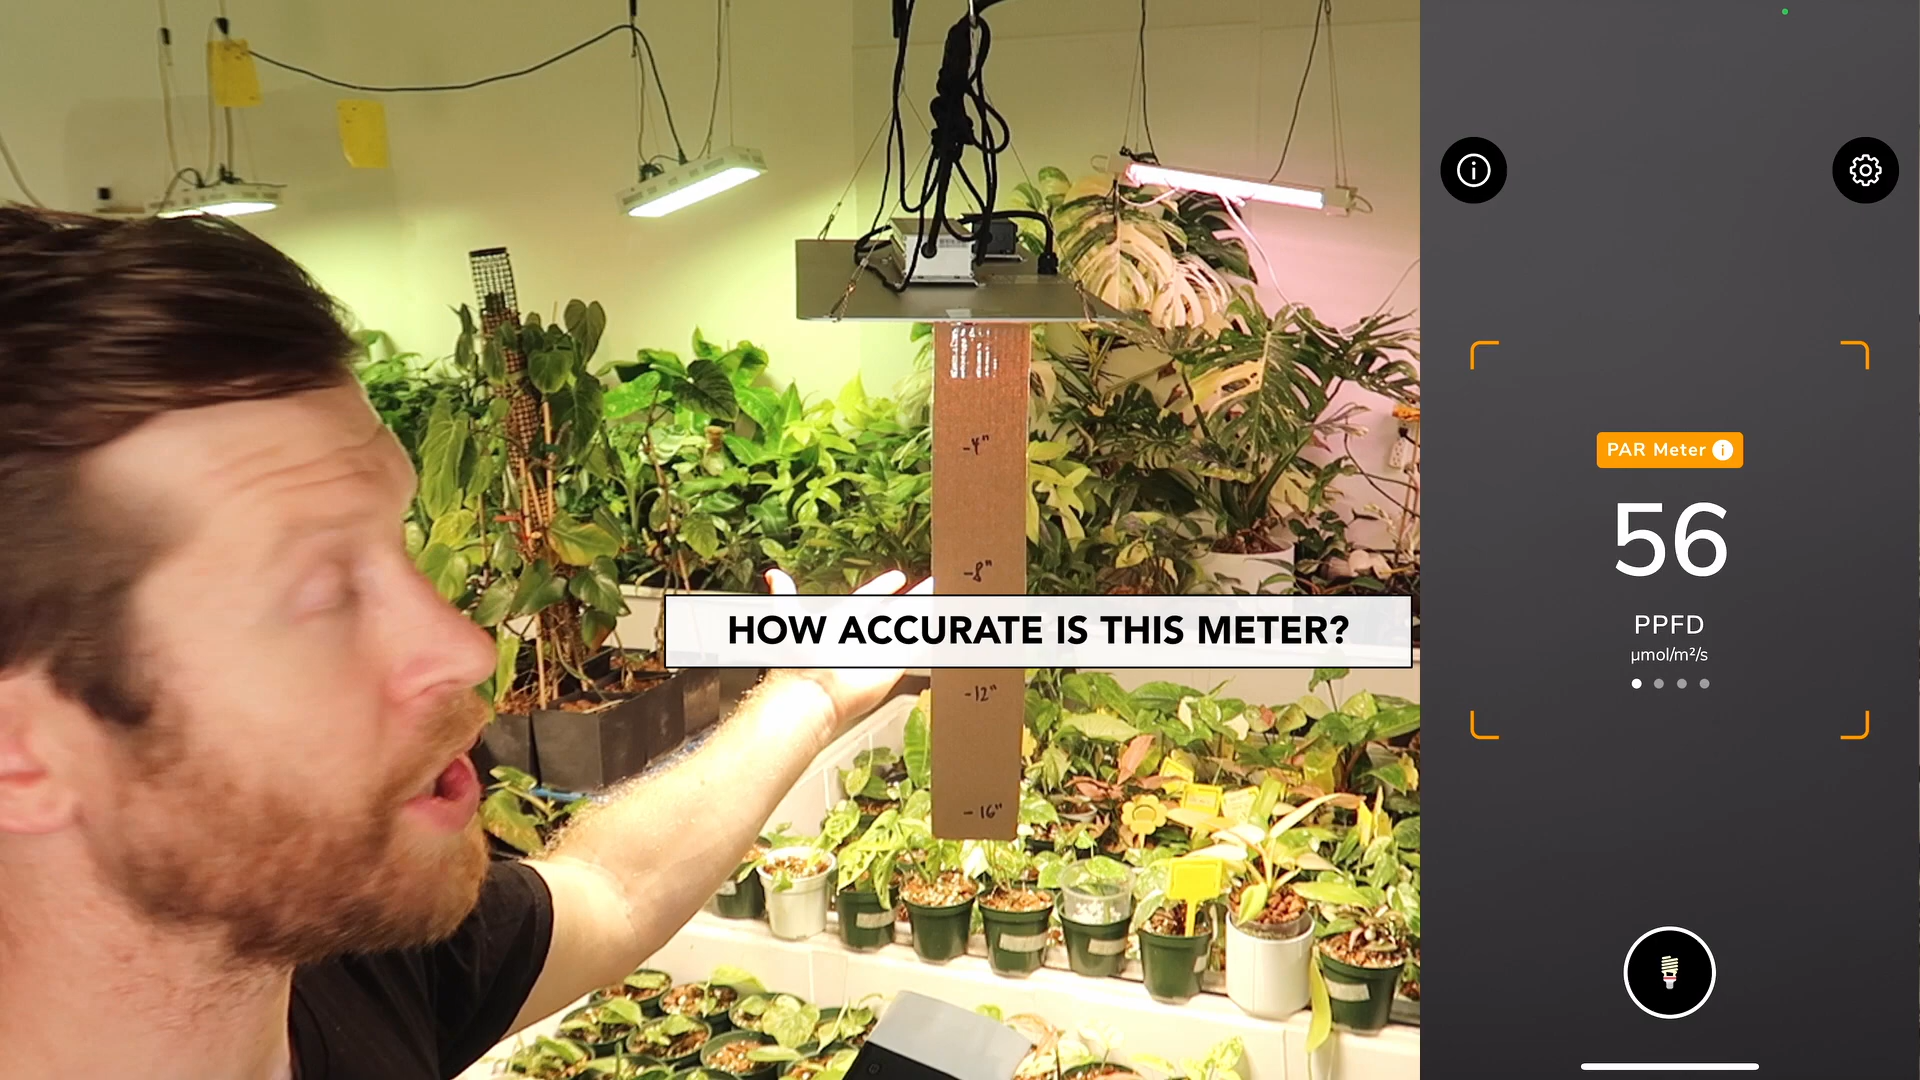 -4"
-8"
HOW ACCURATE IS THIS METER?
-12"
-16"
PAR Meter i
56
PPFD
μmol/m²/s